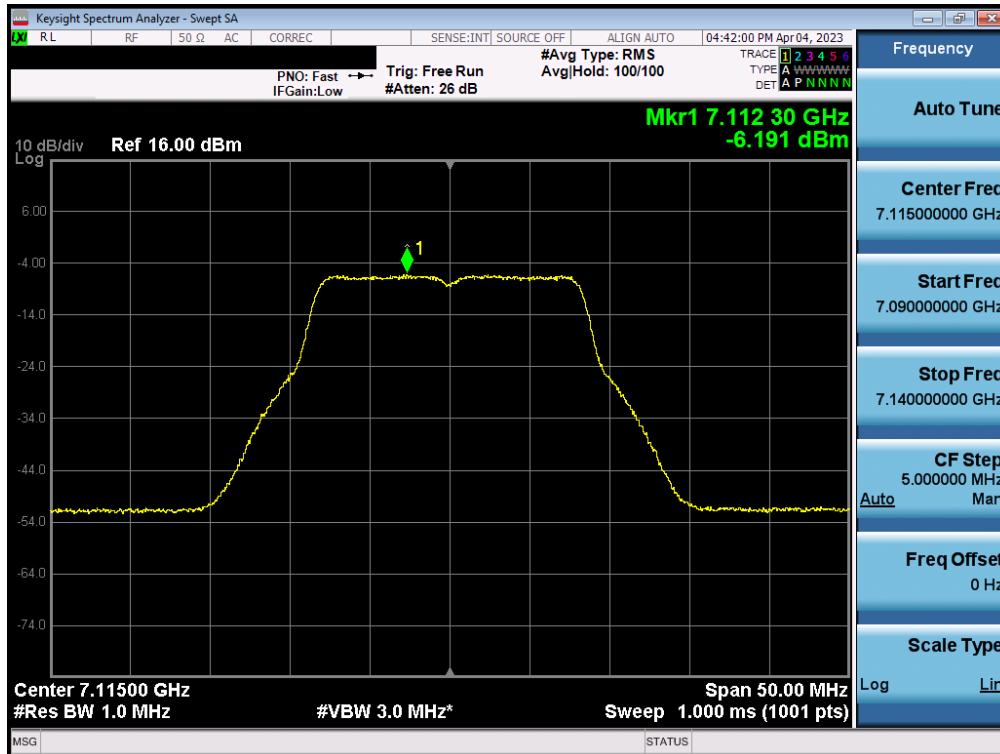 Keysight Spectrum Analyzer - Swept SA
LXI RL RF 50 Ω AC CORREC SENSE:INT SOURCE OFF ALIGN AUTO 04:42:00 PM Apr 04, 2023
PNO: Fast
IFGain:Low
Trig: Free Run
#Atten: 26 dB
#Avg Type: RMS
Avg|Hold: 100/100
TRACE 1 2 3 4 5 6
TYPE A WWWWW
DET A P N N N N
Mkr1 7.112 30 GHz
-6.191 dBm
10 dB/div Ref 16.00 dBm
Log
6.00
-4.00
-14.0
-24.0
-34.0
-44.0
-54.0
-64.0
-74.0
1
Center 7.11500 GHz Span 50.00 MHz
#Res BW 1.0 MHz #VBW 3.0 MHz* Sweep 1.000 ms (1001 pts)
MSG STATUS
Frequency
Auto Tune
Center Freq
7.115000000 GHz
Start Freq
7.090000000 GHz
Stop Freq
7.140000000 GHz
CF Step
5.000000 MHz
Auto Man
Freq Offset
0 Hz
Scale Type
Log Lin